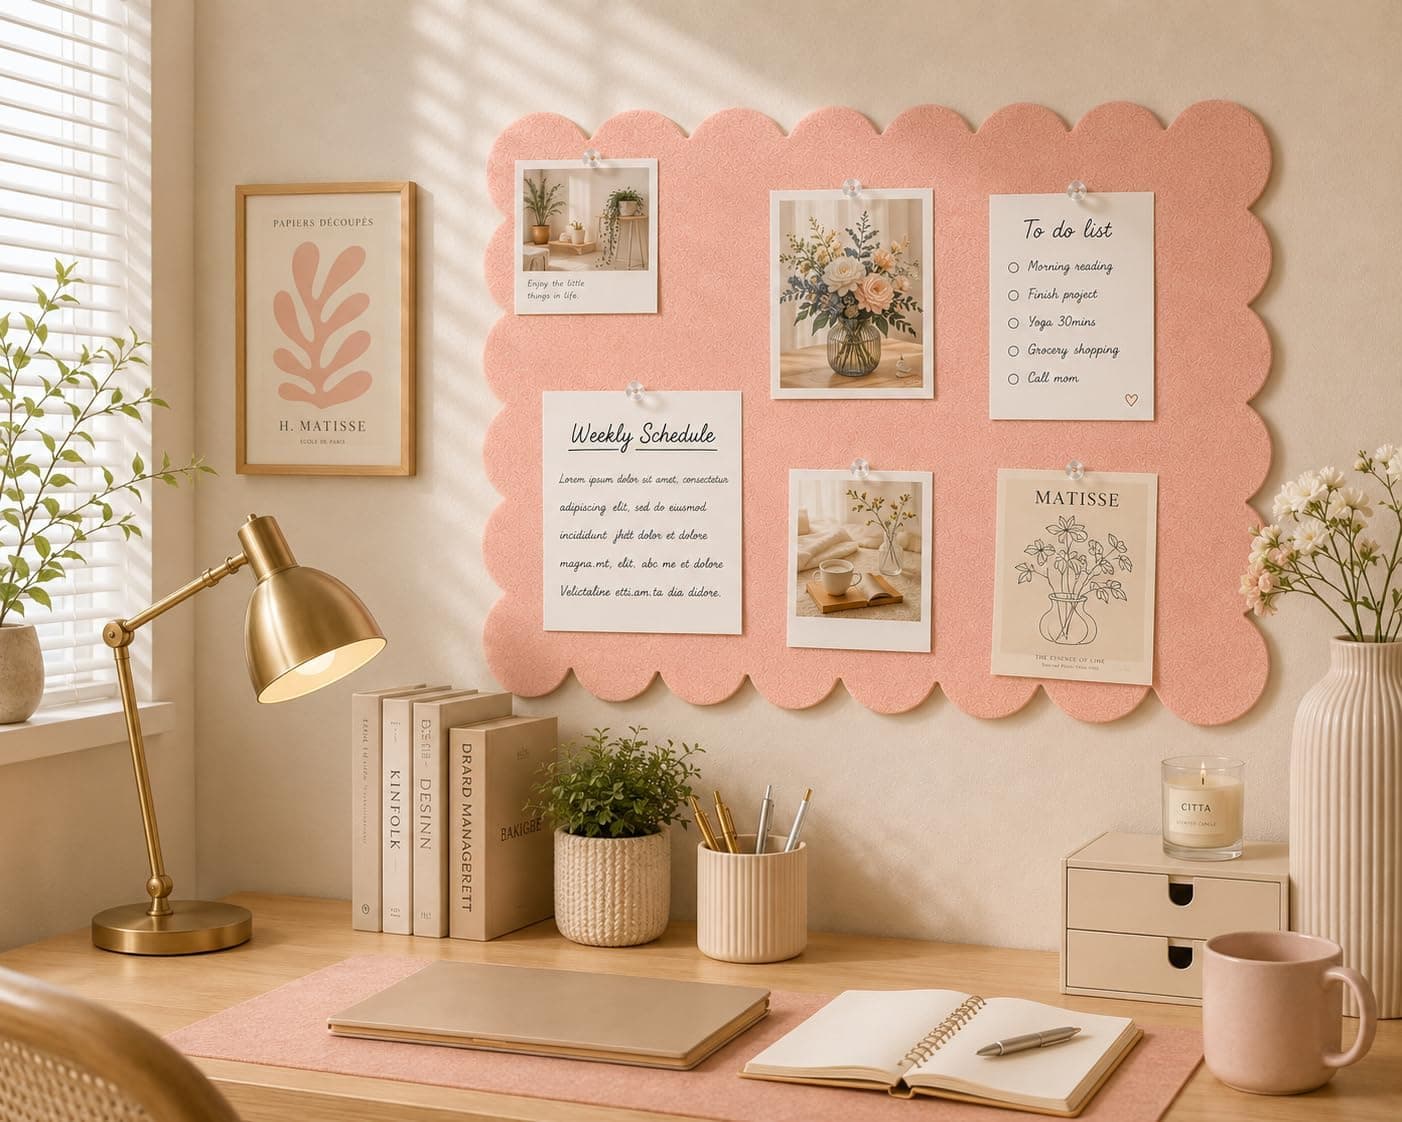 PAPIERS DÉCOUPÉS
H. MATISSE
ECOLE DE PARIS
Enjoy the little
things in life.
To do list
Morning reading
Finish project
Yoga 30mins
Grocery shopping
Call mom
Weekly Schedule
Lorem ipsum dolor sit amet, consectetur
adipiscing elit, sed do eiusmod
incididunt jhét dolor et dolore
magna.mt, elit, abc me et dolore
Velictaline etti.am.ta dia didore.
MATISSE
THE ESSENCE OF LINE
KINFOLK
DESINN
DRARD MANAGERETT
BAKIGBE
CITTA
SCENTED CANDLE